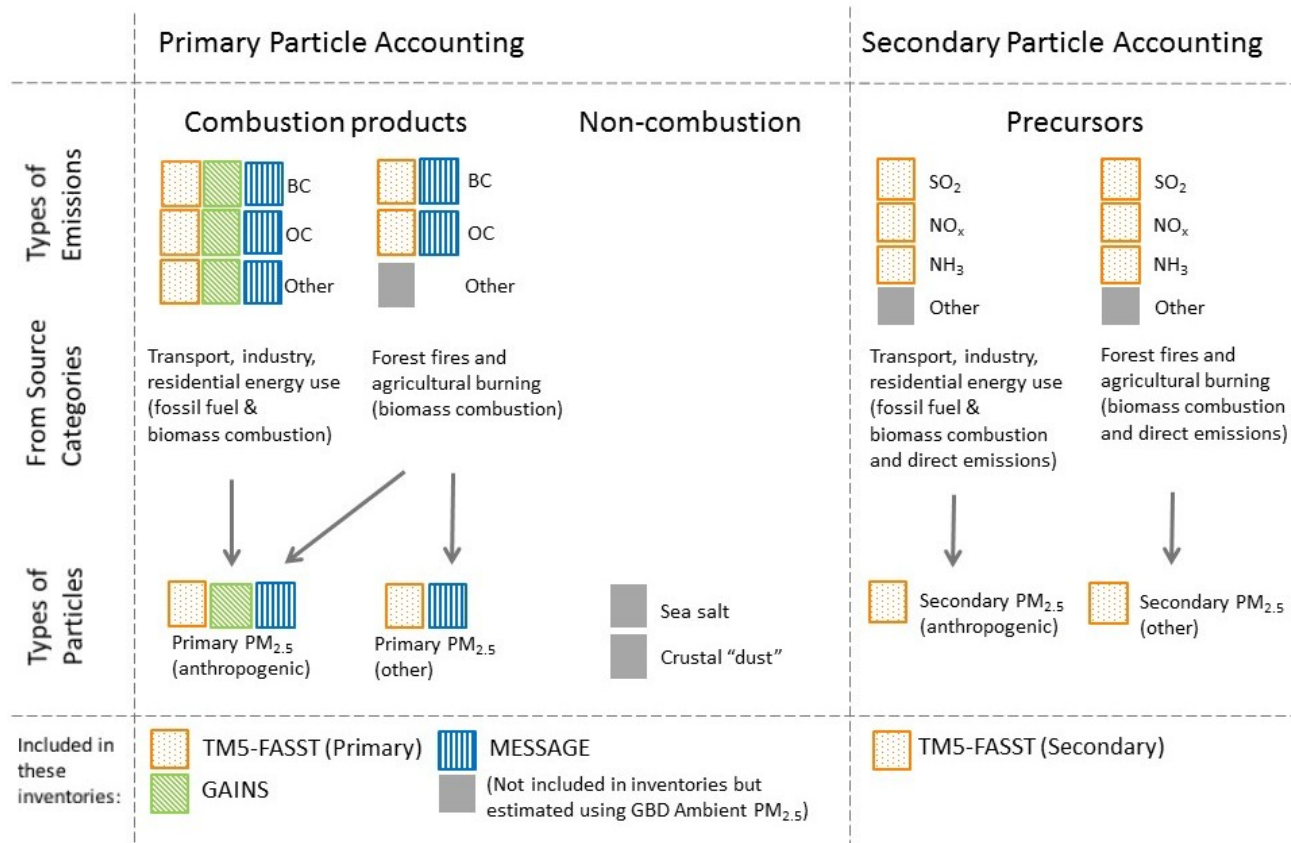 Primary Particle Accounting
Secondary Particle Accounting
Types of
Emissions
Combustion products
Non-combustion
Precursors
BC
OC
Other
BC
OC
Other
SO₂
NOₓ
NH₃
Other
SO₂
NOₓ
NH₃
Other
From Source
Categories
Transport, industry,
residential energy use
(fossil fuel &
biomass combustion)
Forest fires and
agricultural burning
(biomass combustion)
Transport, industry,
residential energy use
(fossil fuel &
biomass combustion
and direct emissions)
Forest fires and
agricultural burning
(biomass combustion
and direct emissions)
Types of
Particles
Primary PM₂.₅
(anthropogenic)
Primary PM₂.₅
(other)
Sea salt
Crustal “dust”
Secondary PM₂.₅
(anthropogenic)
Secondary PM₂.₅
(other)
Included in
these
inventories:
TM5-FASST (Primary)
GAINS
MESSAGE
(Not included in inventories but
estimated using GBD Ambient PM₂.₅)
TM5-FASST (Secondary)